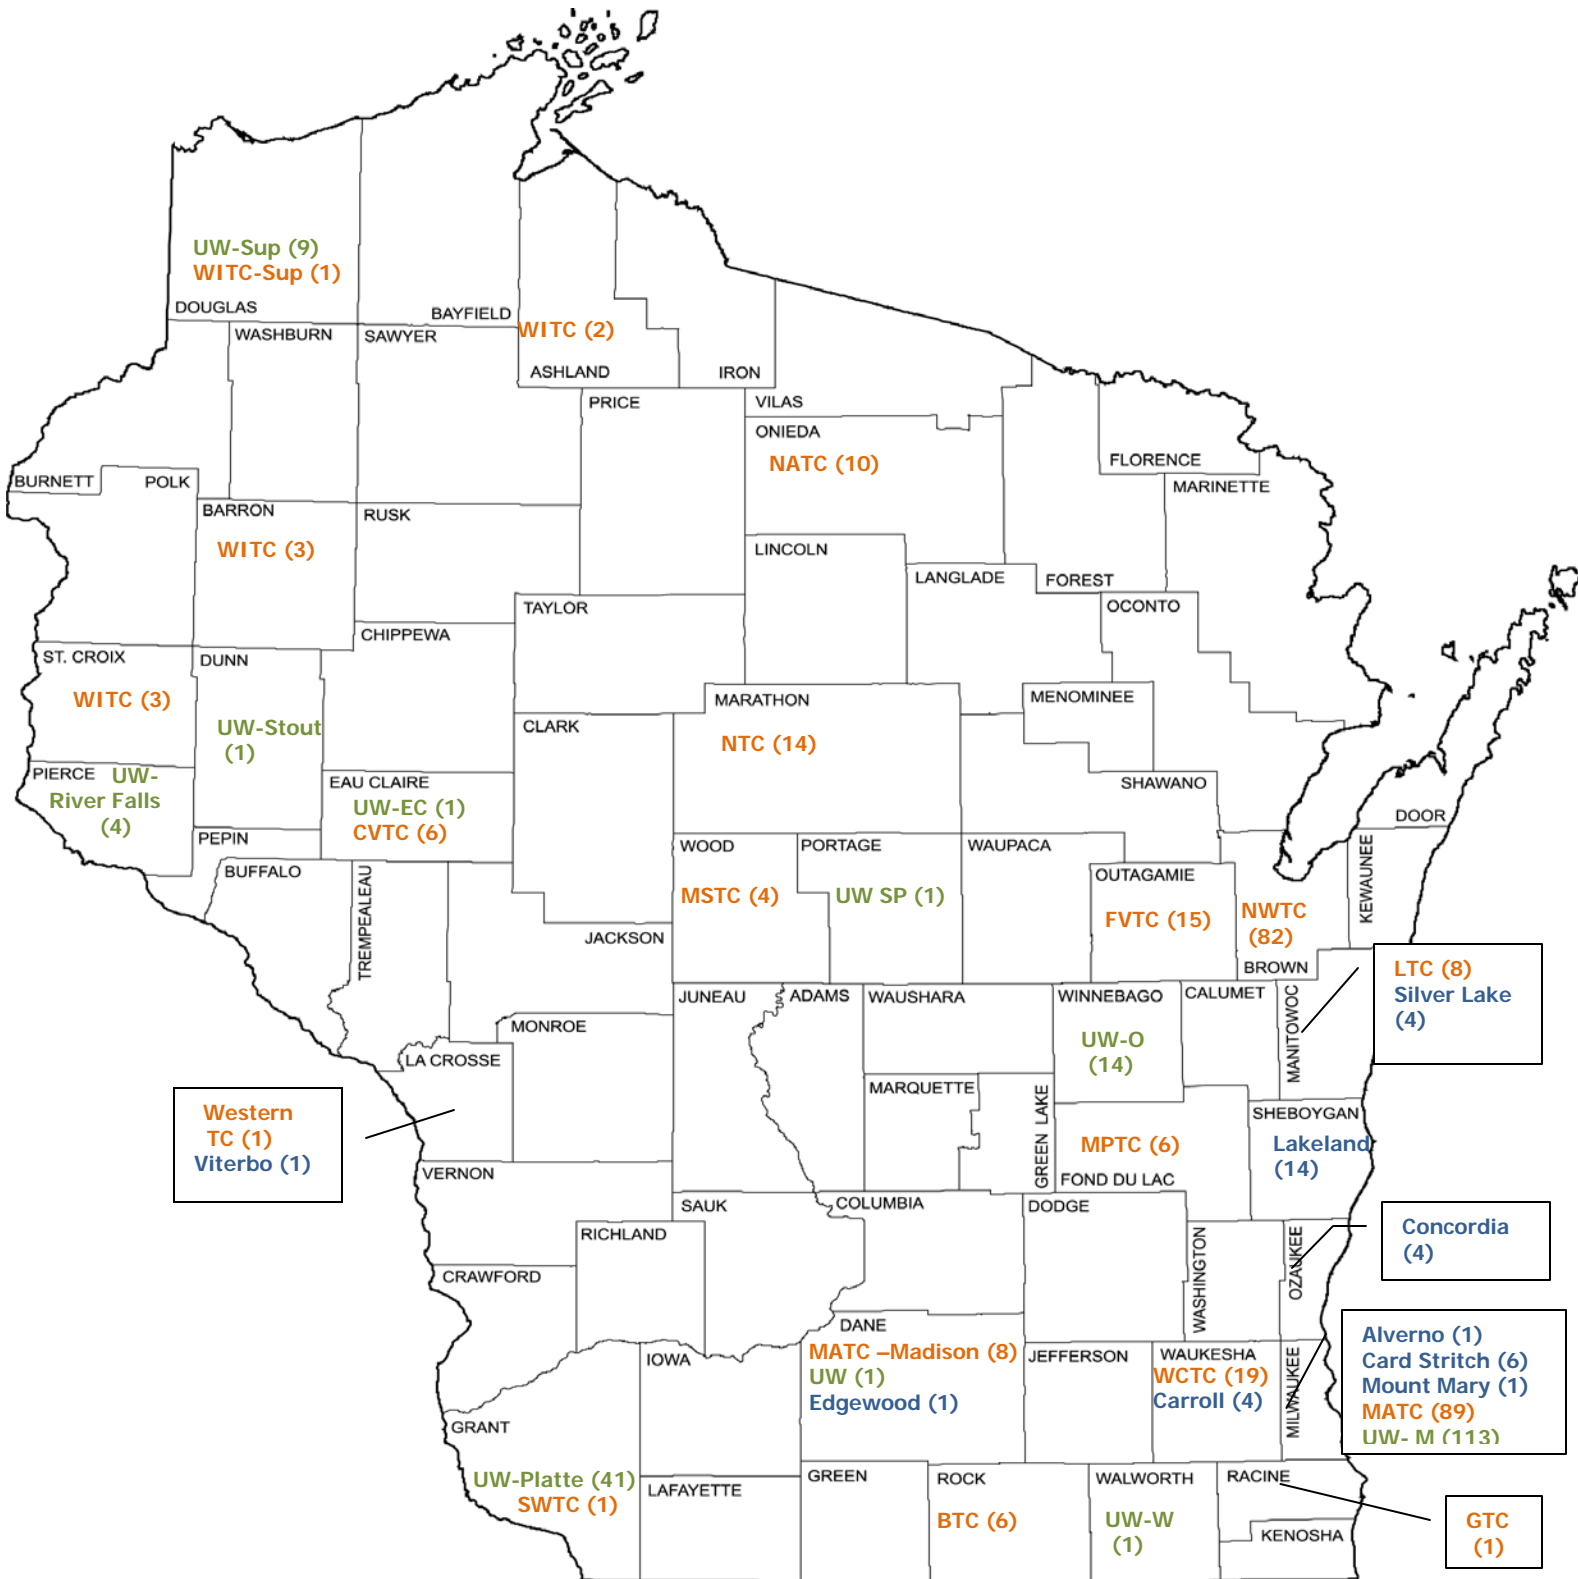 UW-Sup (9)
WITC-Sup (1)
DOUGLAS
BAYFIELD
WITC (2)
WASHBURN
SAWYER
ASHLAND
IRON
PRICE
VILAS
ONIEDA
NATC (10)
FLORENCE
MARINETTE
BURNETT
POLK
BARRON
RUSK
WITC (3)
LINCOLN
LANGLADE
FOREST
OCONTO
TAYLOR
CHIPPEWA
ST. CROIX
DUNN
WITC (3)
UW-Stout
(1)
MARATHON
MENOMINEE
CLARK
NTC (14)
PIERCE
UW-
River Falls
(4)
EAU CLAIRE
UW-EC (1)
CVTC (6)
SHAWANO
DOOR
PEPIN
BUFFALO
TREMPEALEAU
WOOD
PORTAGE
WAUPACA
OUTAGAMIE
KEWAUNEE
MSTC (4)
UW SP (1)
FVTC (15)
NWTC
(82)
BROWN
JACKSON
LTC (8)
Silver Lake
(4)
JUNEAU
ADAMS
WAUSHARA
WINNEBAGO
CALUMET
MANITOWOC
MONROE
UW-O
(14)
LA CROSSE
MARQUETTE
GREEN LAKE
SHEBOYGAN
Western
TC (1)
Viterbo (1)
MPTC (6)
Lakeland
(14)
VERNON
FOND DU LAC
SAUK
COLUMBIA
DODGE
RICHLAND
WASHINGTON
OZAUKEE
Concordia
(4)
CRAWFORD
DANE
MATC –Madison (8)
UW (1)
Edgewood (1)
IOWA
JEFFERSON
WAUKESHA
WCTC (19)
Carroll (4)
MILWAUKEE
Alverno (1)
Card Stritch (6)
Mount Mary (1)
MATC (89)
UW- M (113)
GRANT
UW-Platte (41)
SWTC (1)
LAFAYETTE
GREEN
ROCK
BTC (6)
WALWORTH
UW-W
(1)
RACINE
KENOSHA
GTC
(1)